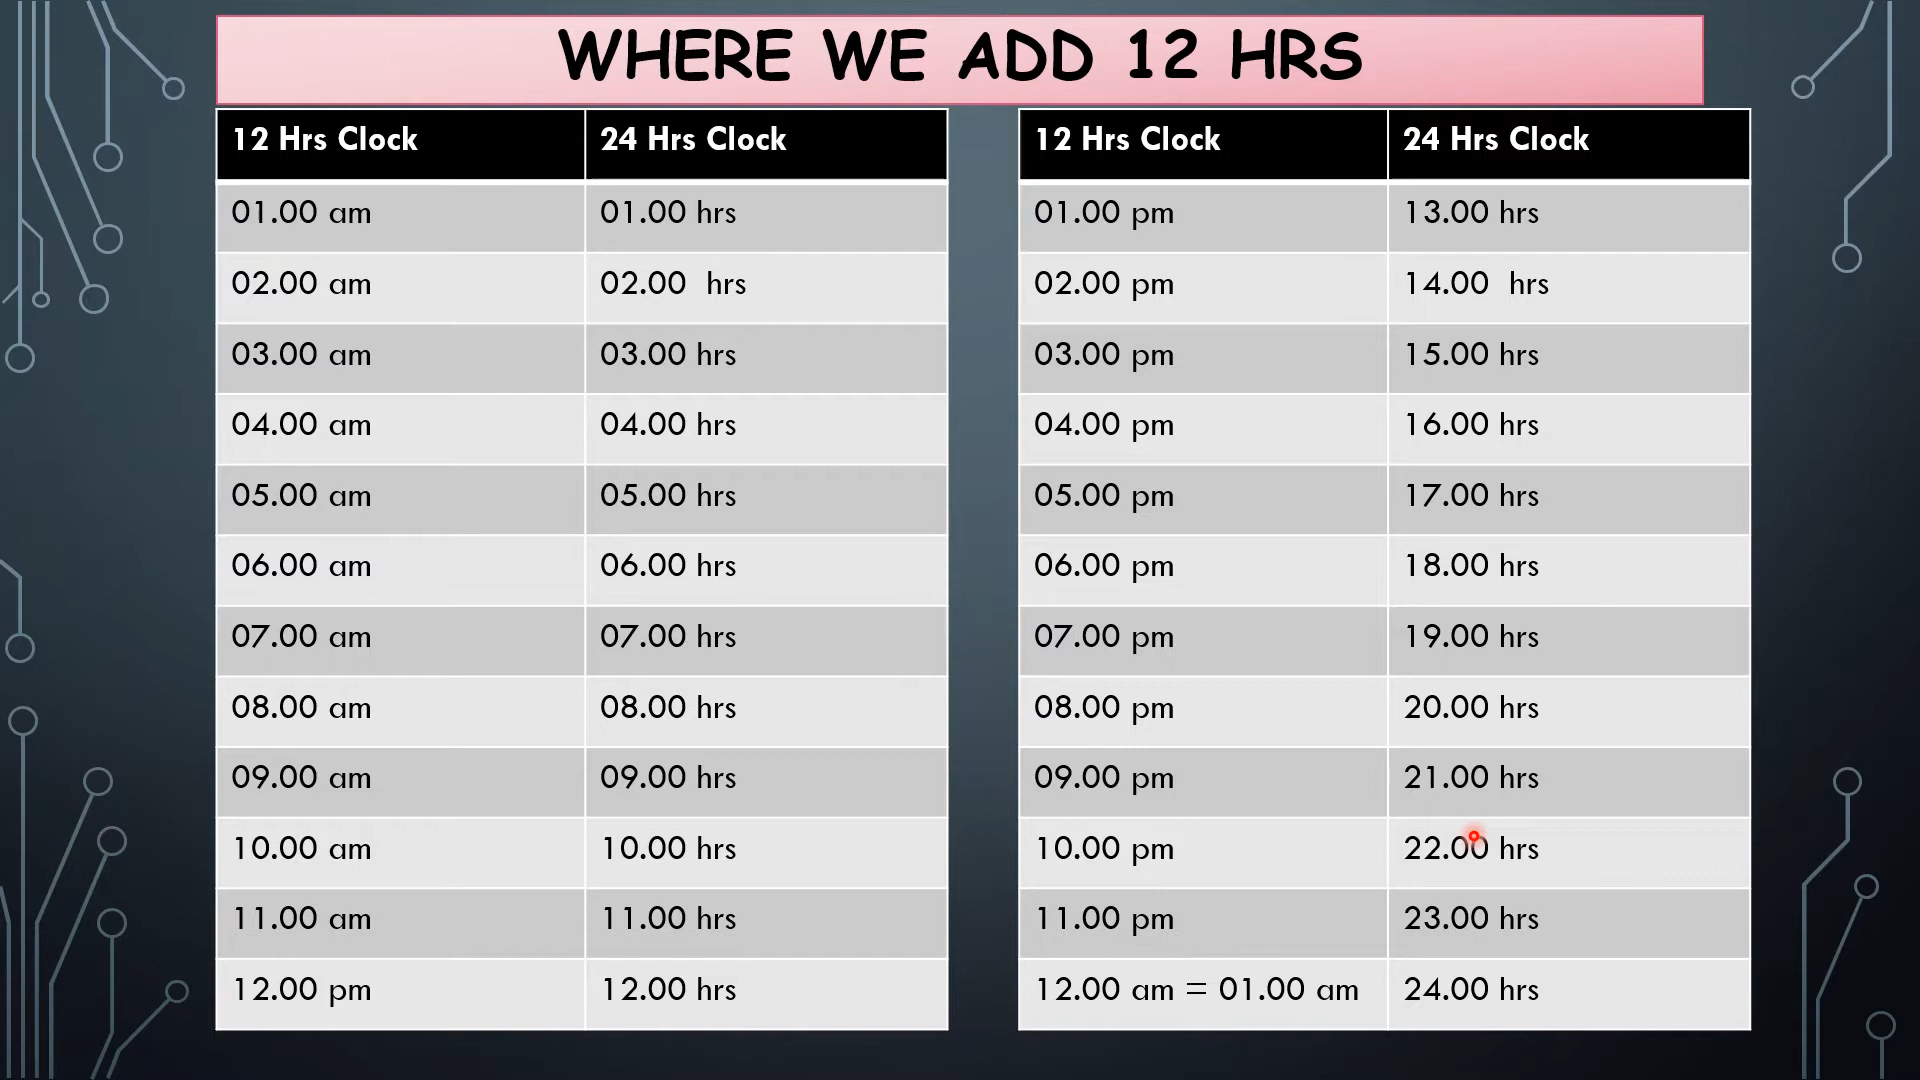 WHERE WE ADD 12 HRS
12 Hrs Clock 24 Hrs Clock
01.00 am 01.00 hrs
02.00 am 02.00 hrs
03.00 am 03.00 hrs
04.00 am 04.00 hrs
05.00 am 05.00 hrs
06.00 am 06.00 hrs
07.00 am 07.00 hrs
08.00 am 08.00 hrs
09.00 am 09.00 hrs
10.00 am 10.00 hrs
11.00 am 11.00 hrs
12.00 pm 12.00 hrs
12 Hrs Clock 24 Hrs Clock
01.00 pm 13.00 hrs
02.00 pm 14.00 hrs
03.00 pm 15.00 hrs
04.00 pm 16.00 hrs
05.00 pm 17.00 hrs
06.00 pm 18.00 hrs
07.00 pm 19.00 hrs
08.00 pm 20.00 hrs
09.00 pm 21.00 hrs
10.00 pm 22.00 hrs
11.00 pm 23.00 hrs
12.00 am = 01.00 am 24.00 hrs